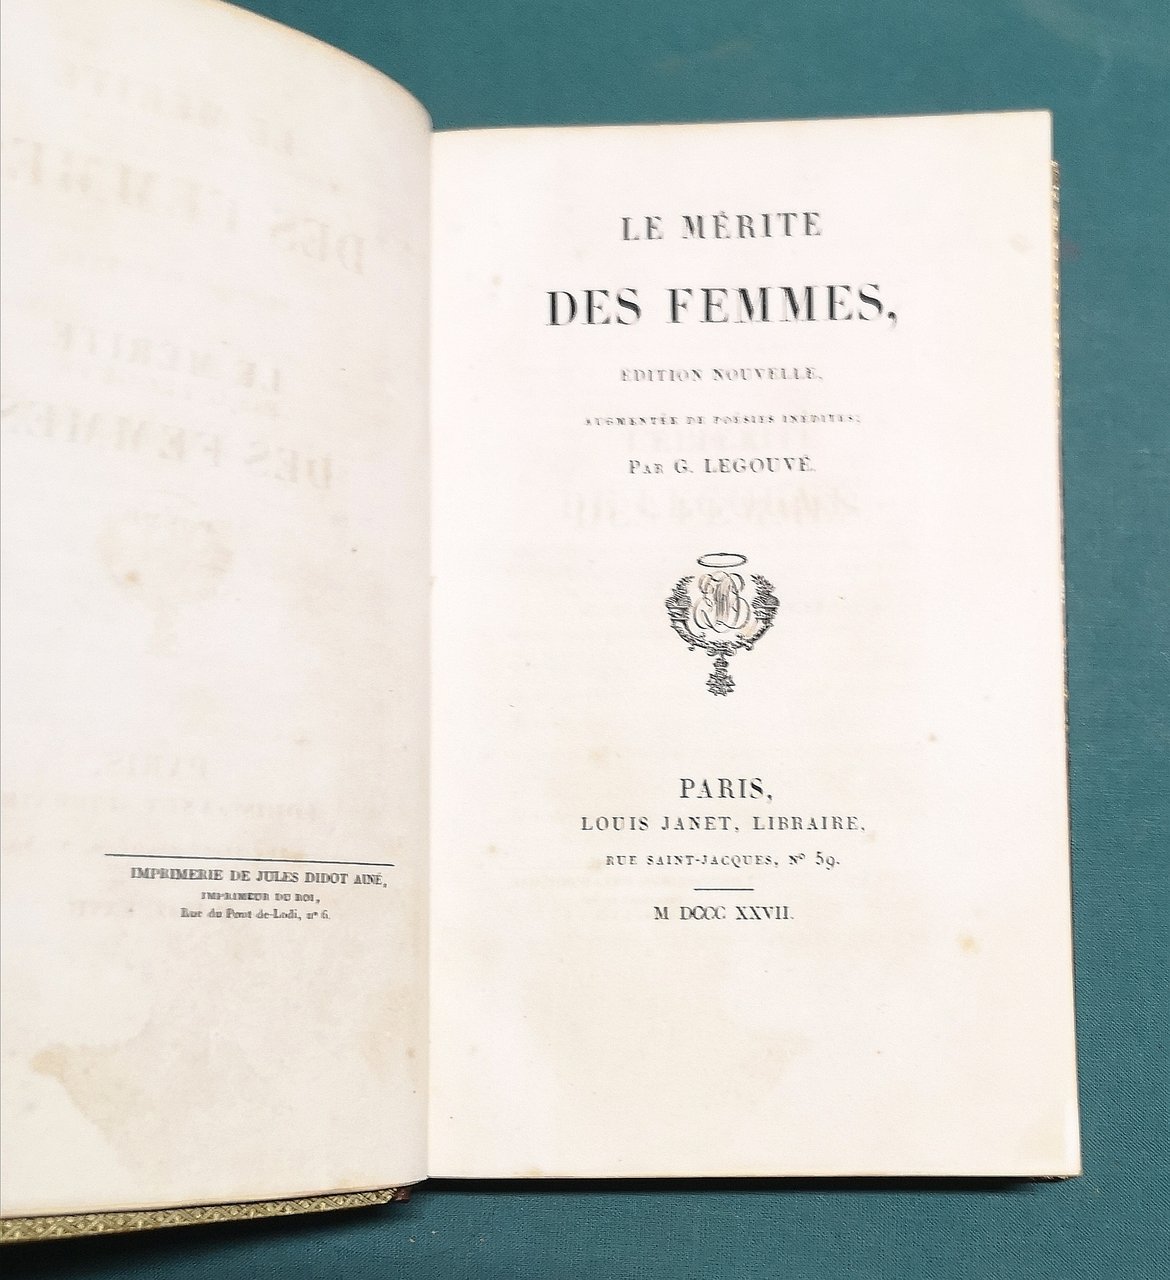 IMPRIMERIE DE JULES DIDOT AINÉ,
IMPRIMEUR DU ROI,
Rue du Pont-de-Lodi, nº 6.
LE MÉRITE
DES FEMMES,
ÉDITION NOUVELLE,
AUGMENTÉE DE POÉSIES INÉDITES;
PAR G. LEGOUVÉ.
PARIS,
LOUIS JANET, LIBRAIRE,
RUE SAINT-JACQUES, Nº 59.
M DCCC XXVII.